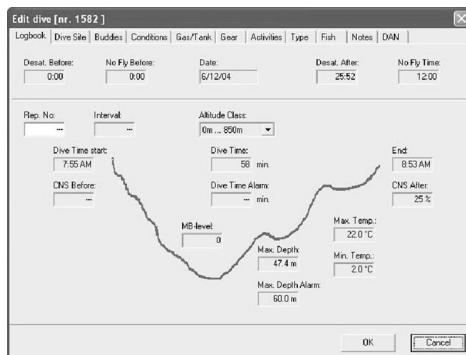 Edit dive [nr. 1582]
Logbook Dive Site Buddies Conditions Gas/Tank Gear Activities Type Fish Notes DAN
Desat. Before: No Fly Before: Date: Desat. After: No Fly Time:
0:00 0:00 6/12/04 25:52 12:00
Rep. No: Interval: Altitude Class:
--- --- 0m ... 850m
Dive Time start: Dive Time: End:
7:55 AM 58 min. 8:53 AM
CNS Before: Dive Time Alarm: CNS After:
--- --- min. 25 %
MB-level: Max. Temp.:
0 22.0 °C
Max. Depth: Min. Temp.:
47.4 m 2.0 °C
Max. Depth Alarm:
60.0 m
OK Cancel